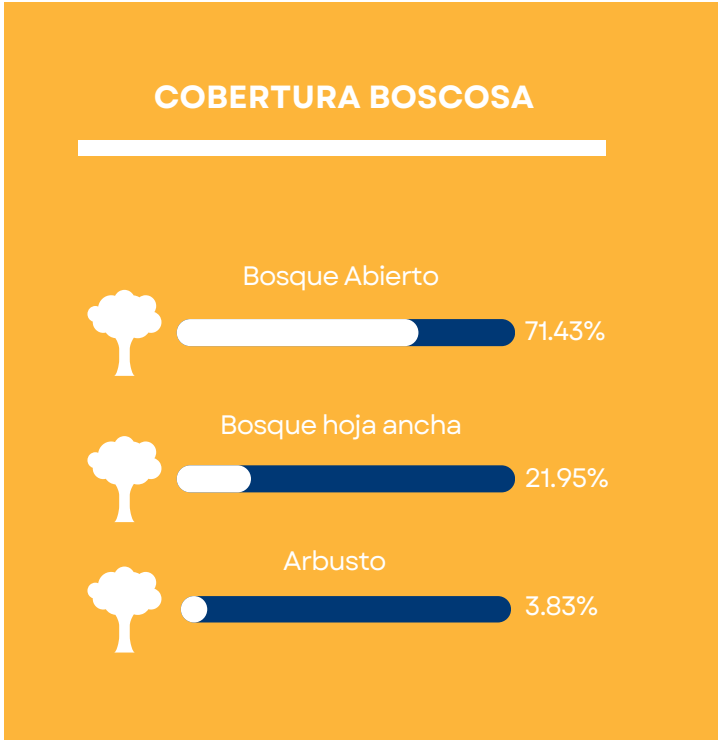 COBERTURA BOSCOSA
Bosque Abierto
71.43%
Bosque hoja ancha
21.95%
Arbusto
3.83%